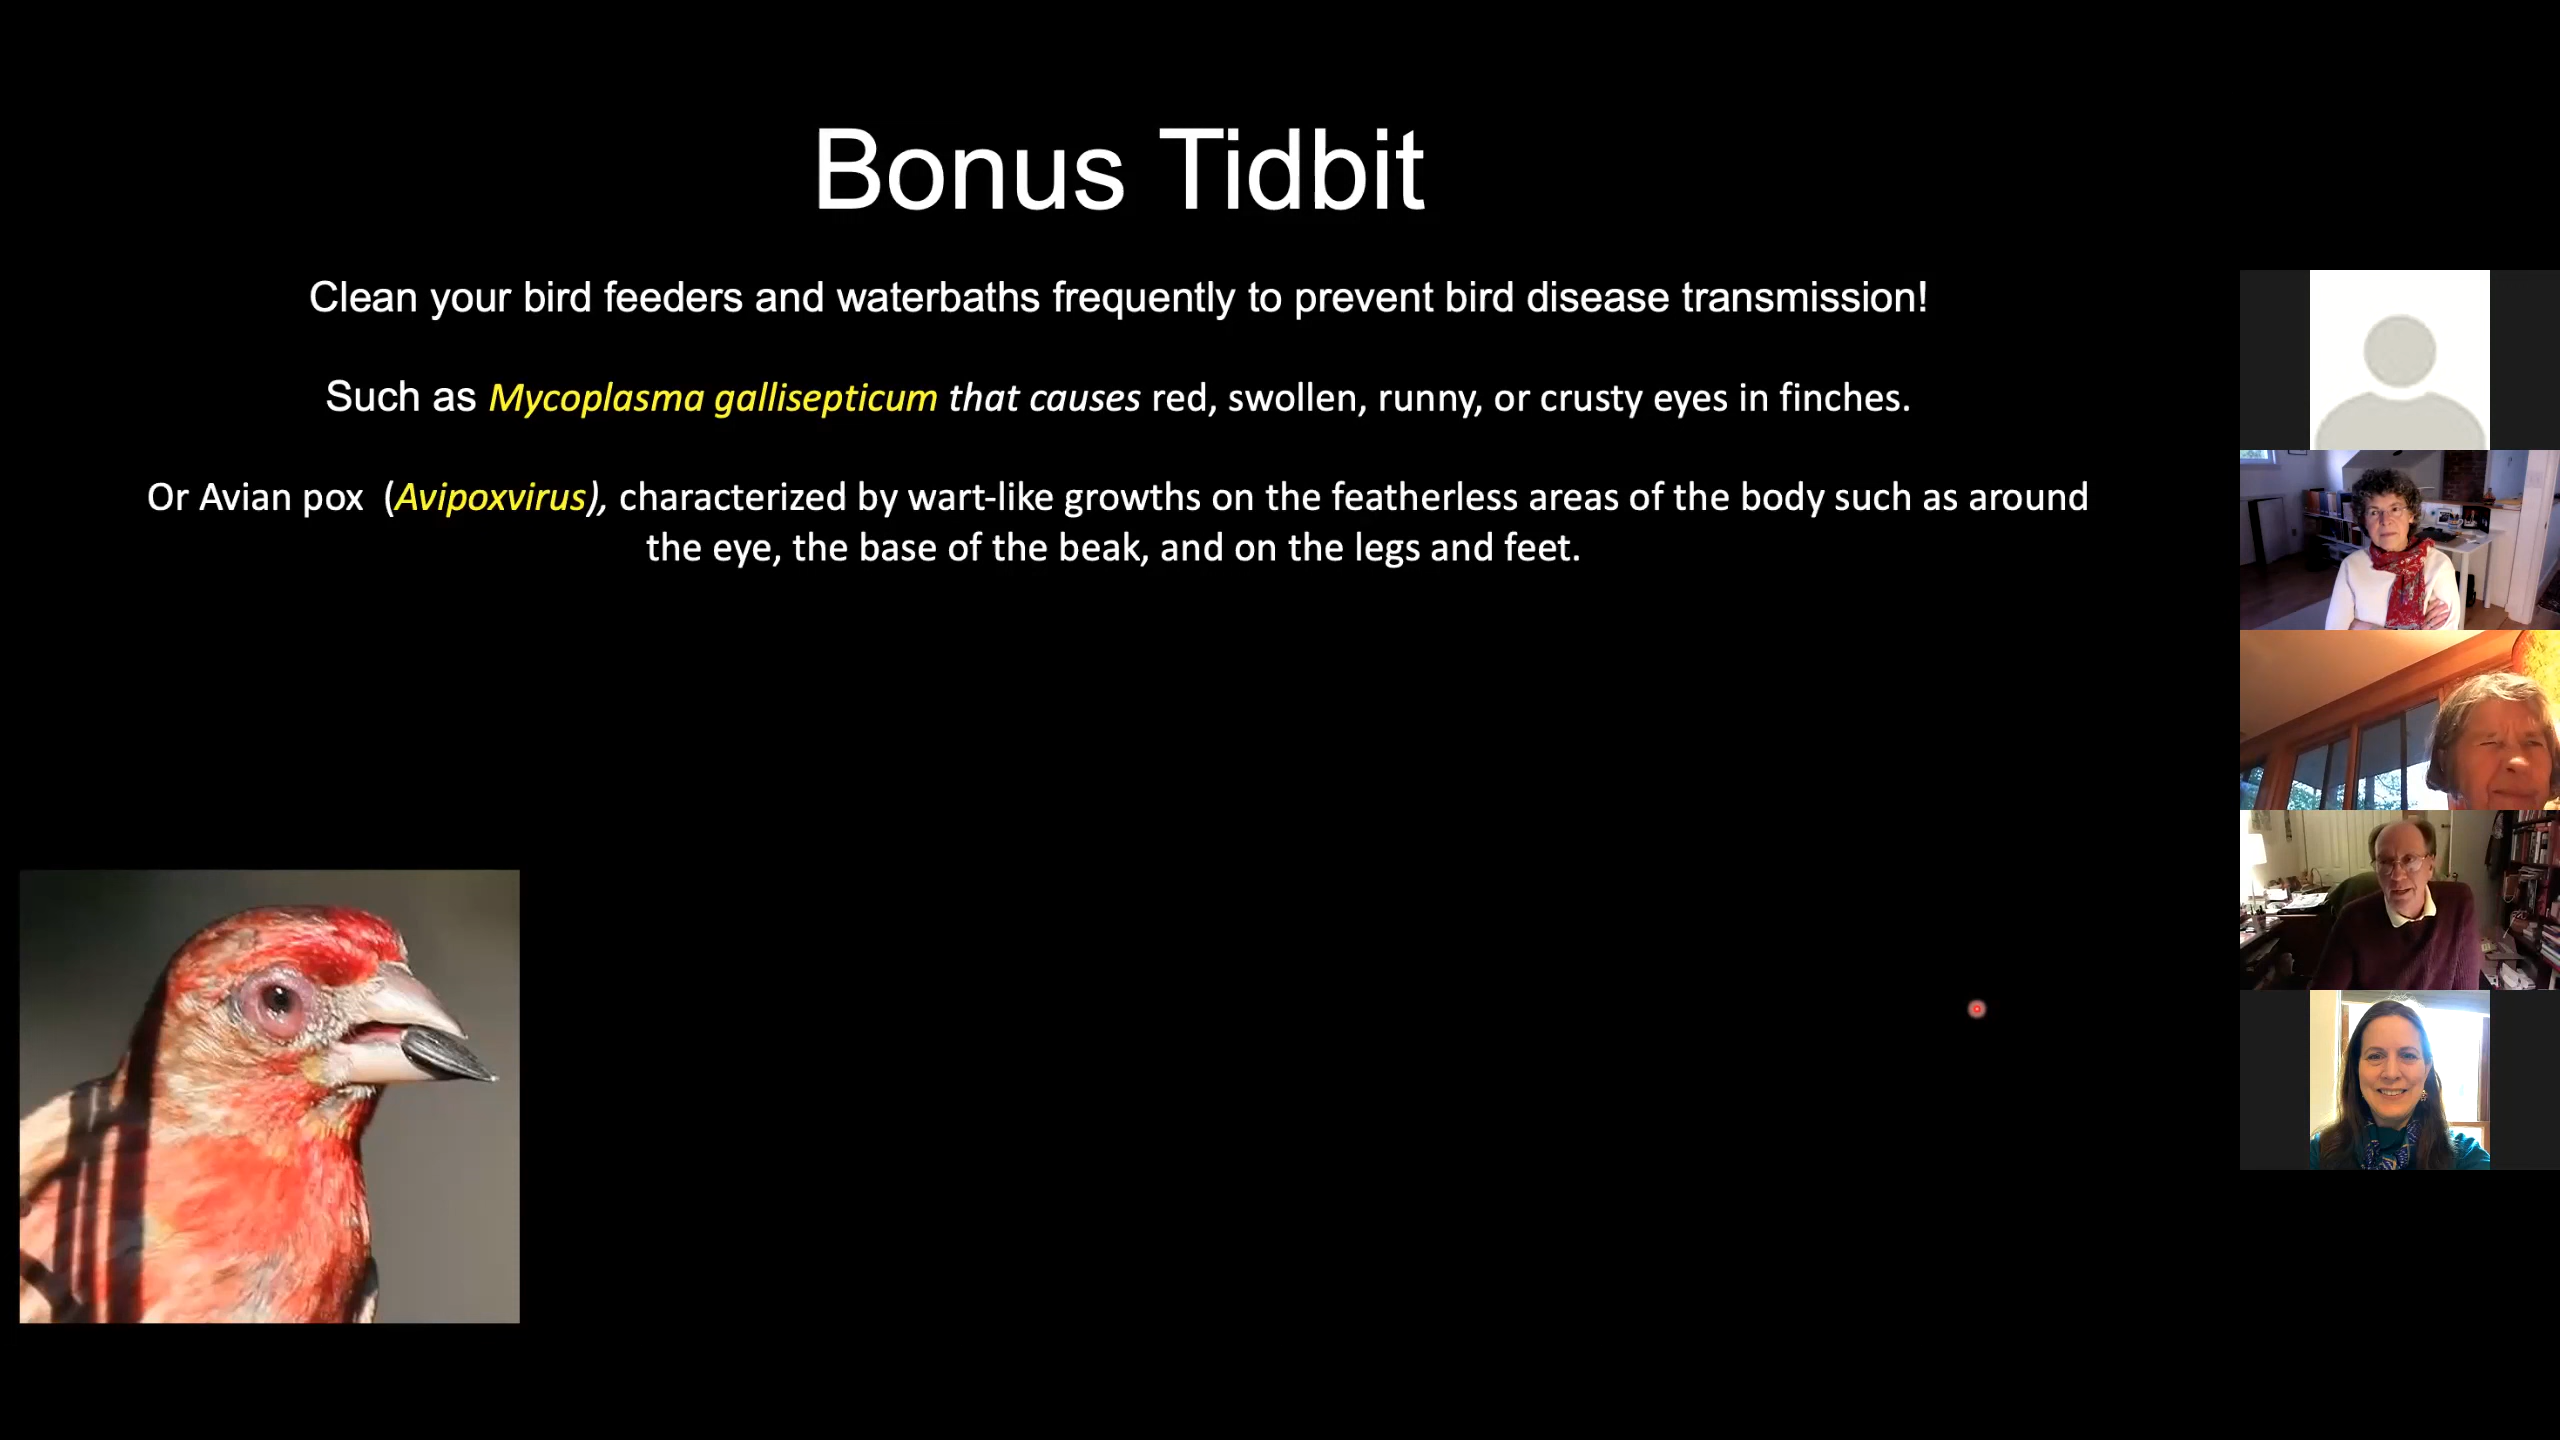 Bonus Tidbit
Clean your bird feeders and waterbaths frequently to prevent bird disease transmission!
Such as Mycoplasma gallisepticum that causes red, swollen, runny, or crusty eyes in finches.
Or Avian pox (Avipoxvirus), characterized by wart-like growths on the featherless areas of the body such as around
the eye, the base of the beak, and on the legs and feet.